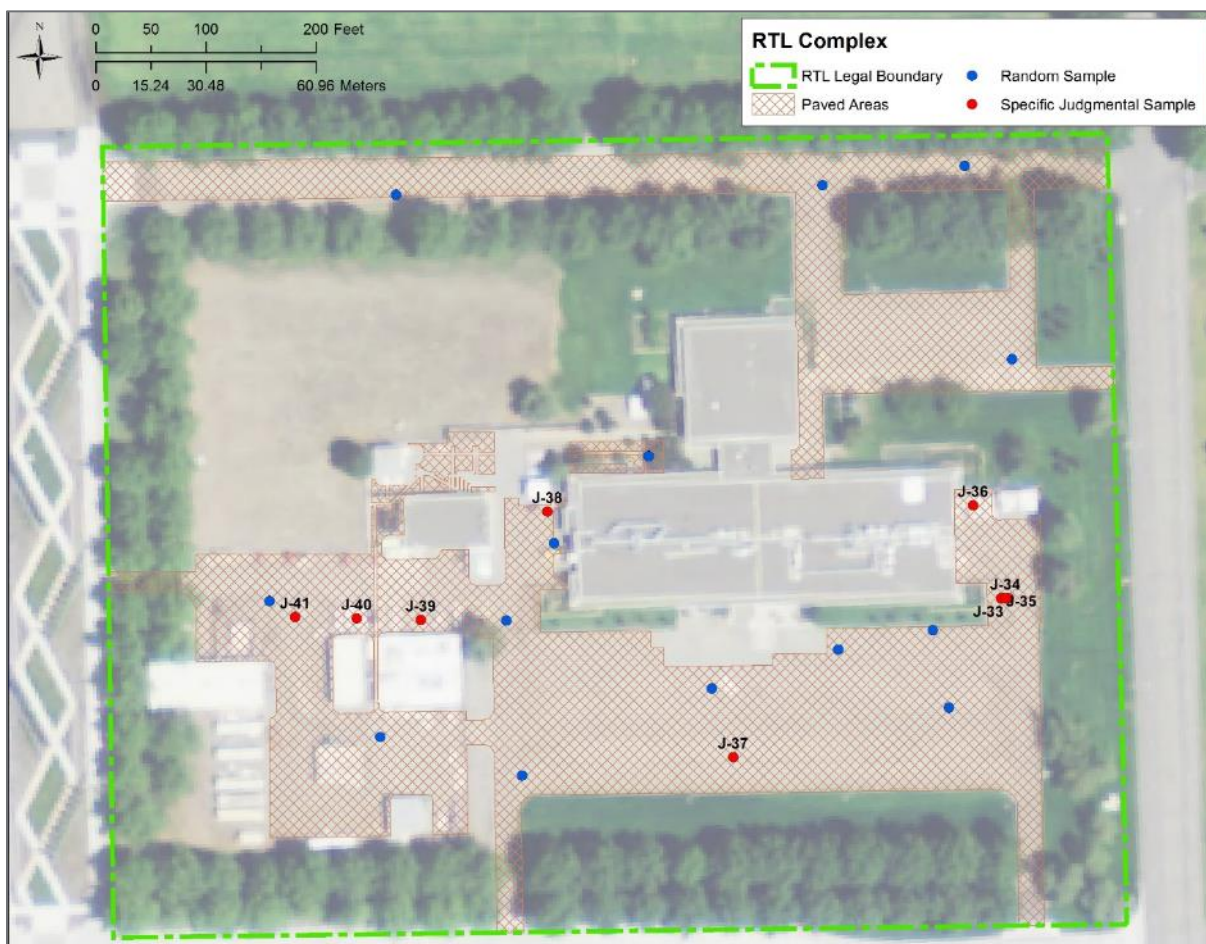 N
0 50 100 200 Feet
0 15.24 30.48 60.96 Meters
RTL Complex
RTL Legal Boundary
Random Sample
Paved Areas
Specific Judgmental Sample
J-38
J-36
J-34
J-33
J-35
J-41
J-40
J-39
J-37